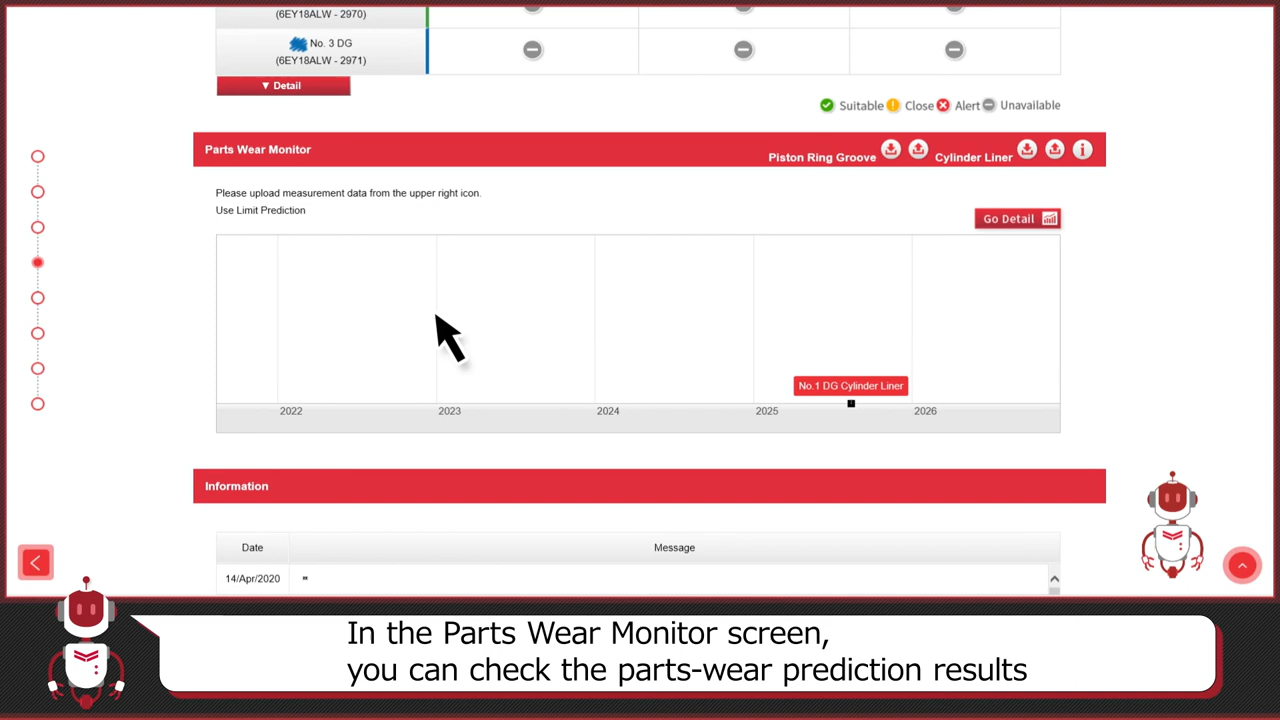 (6EY18ALW - 2970)
No. 3 DG
(6EY18ALW - 2971)
▼ Detail
Suitable Close Alert Unavailable
Parts Wear Monitor
Piston Ring Groove Cylinder Liner
Please upload measurement data from the upper right icon.
Use Limit Prediction
Go Detail
No.1 DG Cylinder Liner
2022 2023 2024 2025 2026
Information
Date Message
14/Apr/2020 "
In the Parts Wear Monitor screen,
you can check the parts-wear prediction results